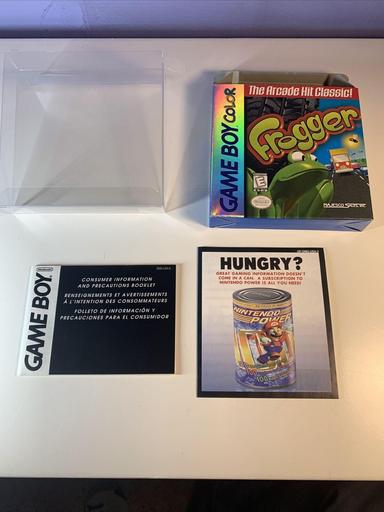 The Arcade Hit Classic!
GAME BOY COLOR
Frogger
E
Nintendo
GAME BOY
CONSUMER INFORMATION
AND PRECAUTIONS BOOKLET
RENSEIGNEMENTS ET AVERTISSEMENTS
À L'INTENTION DES CONSOMMATEURS
FOLLETO DE INFORMACIÓN Y
PRECAUCIONES PARA EL CONSUMIDOR
HUNGRY?
GREAT GAMING INFORMATION DOESN'T
COME IN A CAN. A SUBSCRIPTION TO
NINTENDO POWER IS ALL YOU NEED!
NINTENDO
POWER